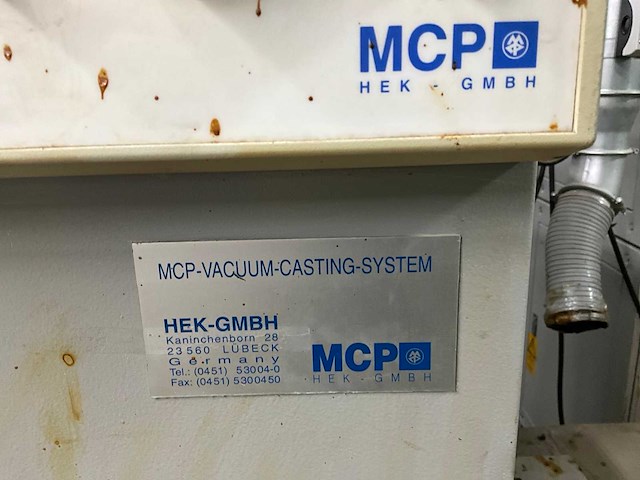 MCP
HEK GMBH
MCP-VACUUM-CASTING-SYSTEM
HEK-GMBH
Kaninchenborn 28
23560 LÜBECK
Germany
Tel.: (0451) 53004-0
Fax: (0451) 5300450
MCP
HEK - GMBH